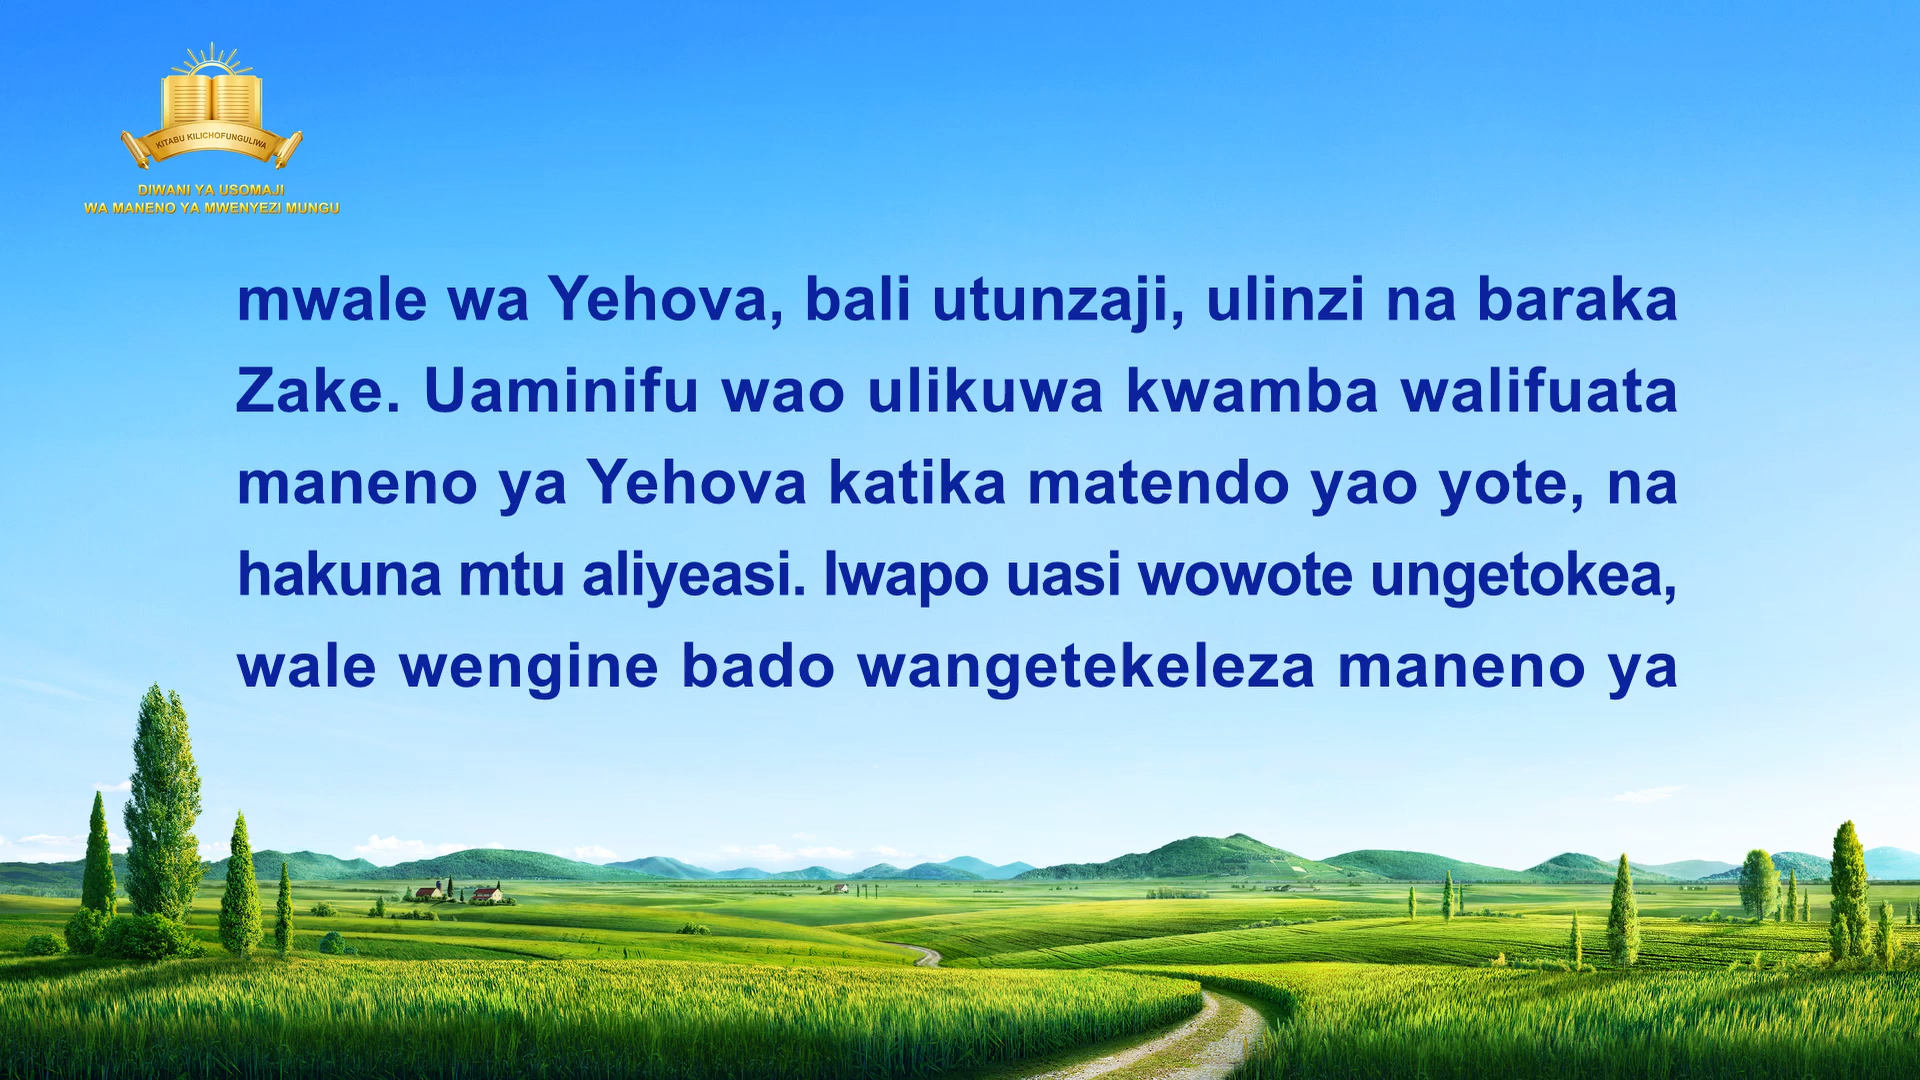 KITABU KILICHOFUNGULIWA
DIWANI YA USOMAJI
WA MANENO YA MWENYEZI MUNGU
mwale wa Yehova, bali utunzaji, ulinzi na baraka
Zake. Uaminifu wao ulikuwa kwamba walifuata
maneno ya Yehova katika matendo yao yote, na
hakuna mtu aliyeasi. Iwapo uasi wowote ungetokea,
wale wengine bado wangetekeleza maneno ya